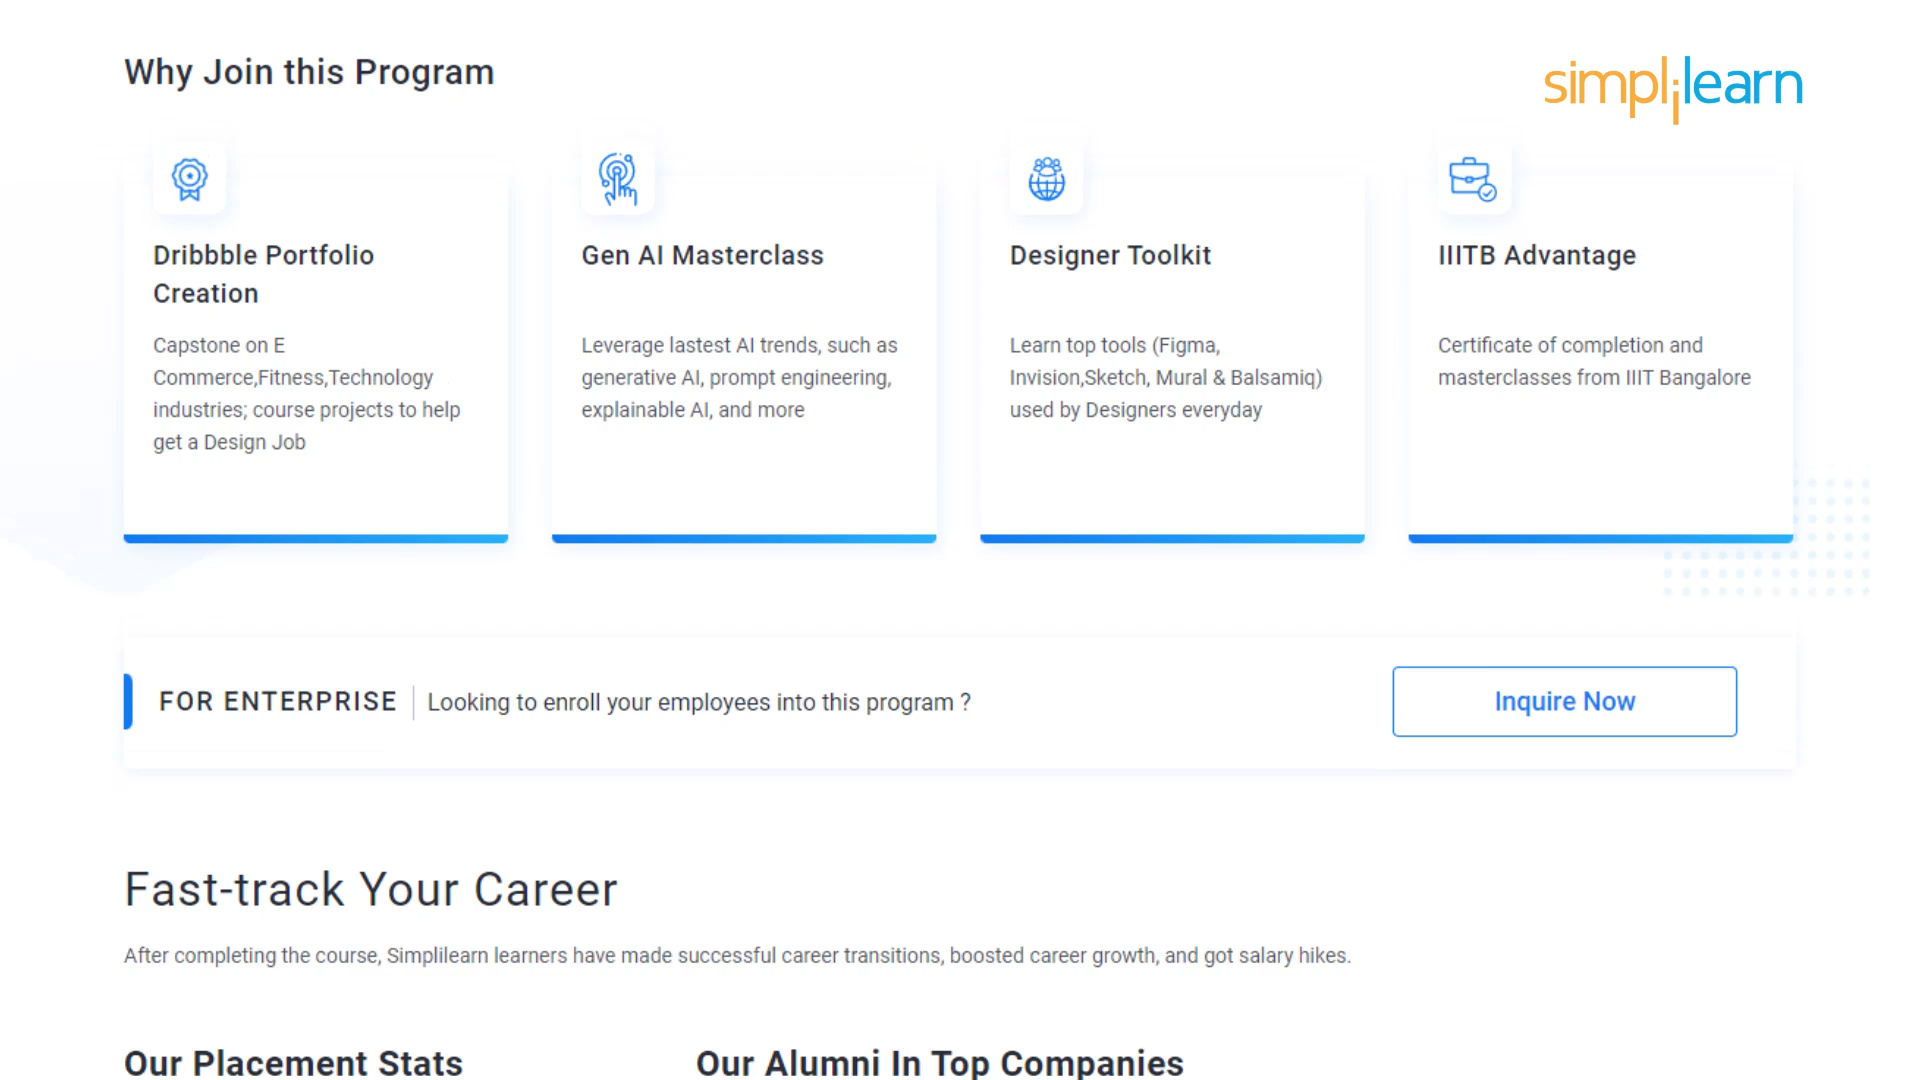 Why Join this Program
simplilearn
Dribbble Portfolio
Creation
Capstone on E
Commerce,Fitness,Technology
industries; course projects to help
get a Design Job
Gen AI Masterclass
Leverage lastest AI trends, such as
generative AI, prompt engineering,
explainable AI, and more
Designer Toolkit
Learn top tools (Figma,
Invision,Sketch, Mural & Balsamiq)
used by Designers everyday
IIITB Advantage
Certificate of completion and
masterclasses from IIIT Bangalore
FOR ENTERPRISE
Looking to enroll your employees into this program ?
Inquire Now
Fast-track Your Career
After completing the course, Simplilearn learners have made successful career transitions, boosted career growth, and got salary hikes.
Our Placement Stats
Our Alumni In Top Companies